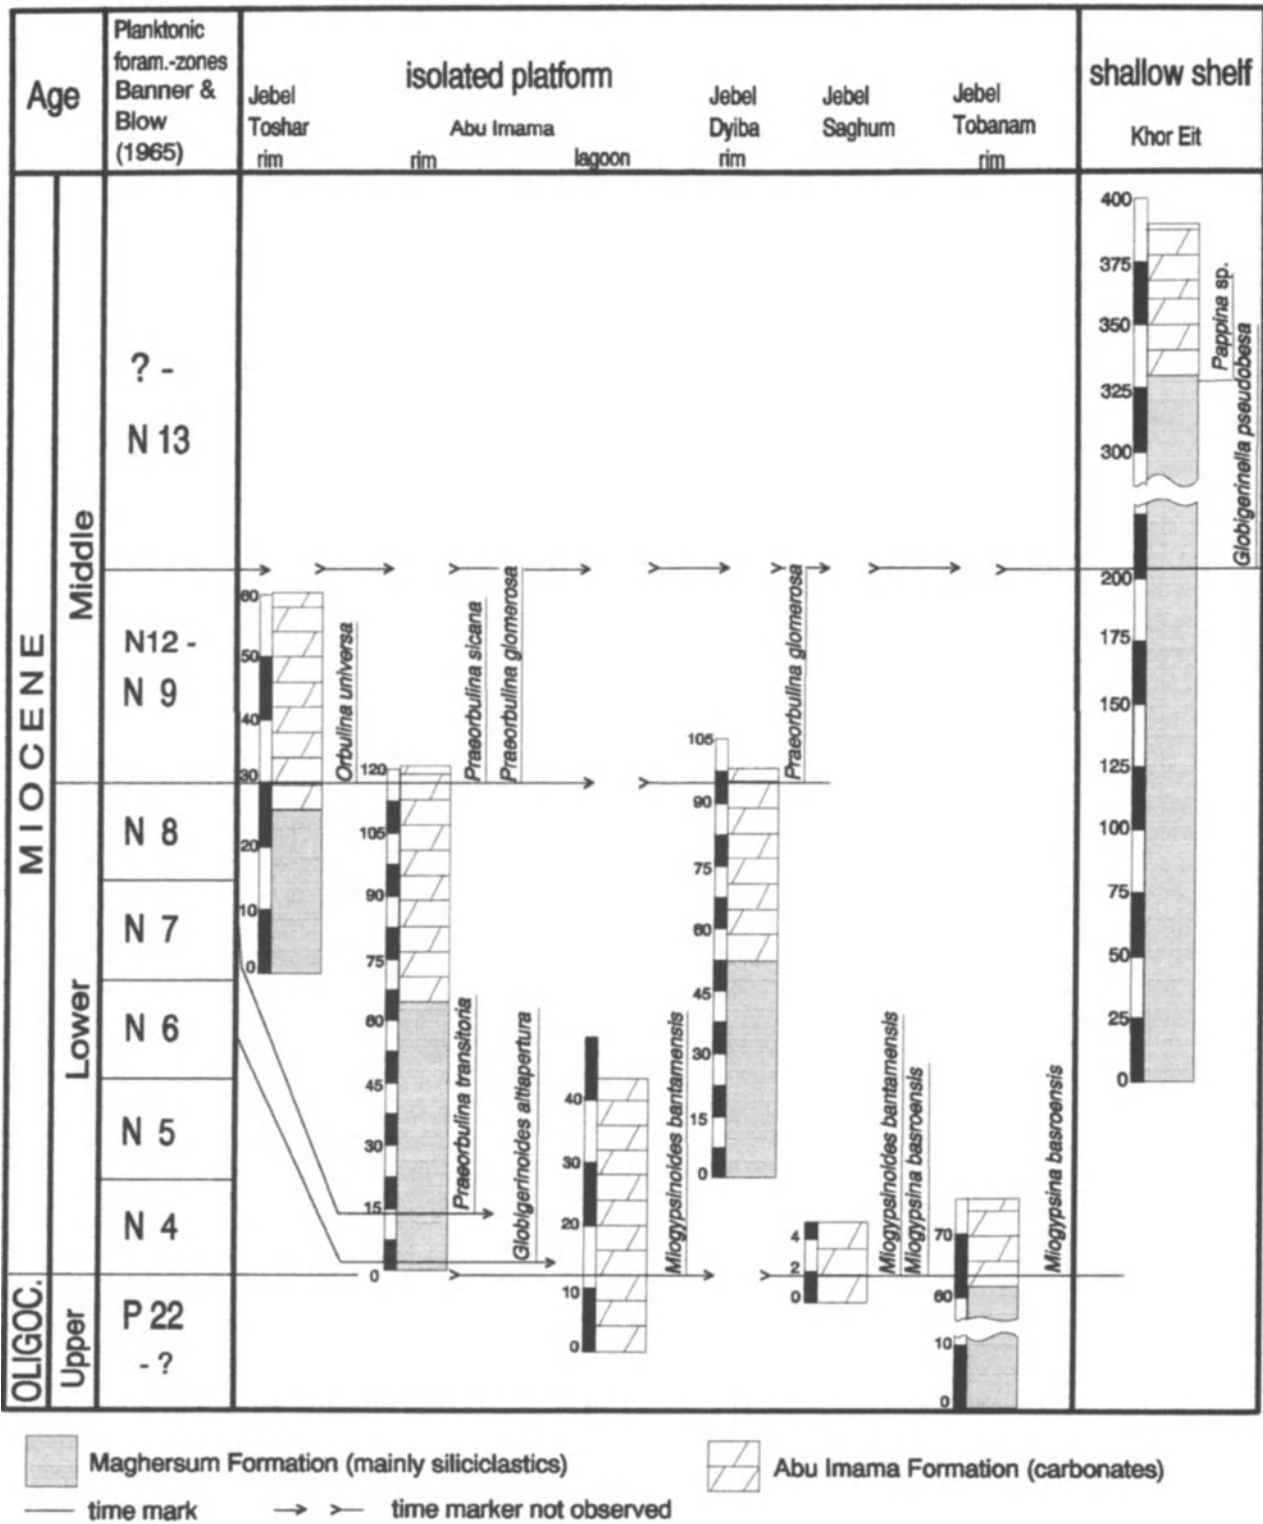 Age
Planktonic
foram.-zones
Banner &
Blow
(1965)
isolated platform
shallow shelf
Jebel
Toshar
rim
Abu Imama
rim
lagoon
Jebel
Dyiba
rim
Jebel
Saghum
Jebel
Tobanam
rim
Khor Eit
MIOCENE
OLIGOC.
Middle
Lower
Upper
? -
N 13
N12 -
N 9
N 8
N 7
N 6
N 5
N 4
P 22
- ?
60
50
40
30
20
10
0
Orbulina universa
120
105
90
75
60
45
30
15
0
Praeorbulina sicana
Praeorbulina glomerosa
Praeorbulina transitoria
Globigerinoides altiapertura
40
30
20
10
0
Miogypsinoides bantamensis
105
90
75
60
45
30
15
0
Praeorbulina glomerosa
4
2
0
Miogypsinoides bantamensis
Miogypsina basroensis
70
60
10
0
Miogypsina basroensis
400
375
350
325
300
200
175
150
125
100
75
50
25
0
Pappina sp.
Globigerinella pseudobesa
Maghersum Formation (mainly siliciclastics)
Abu Imama Formation (carbonates)
time mark
time marker not observed